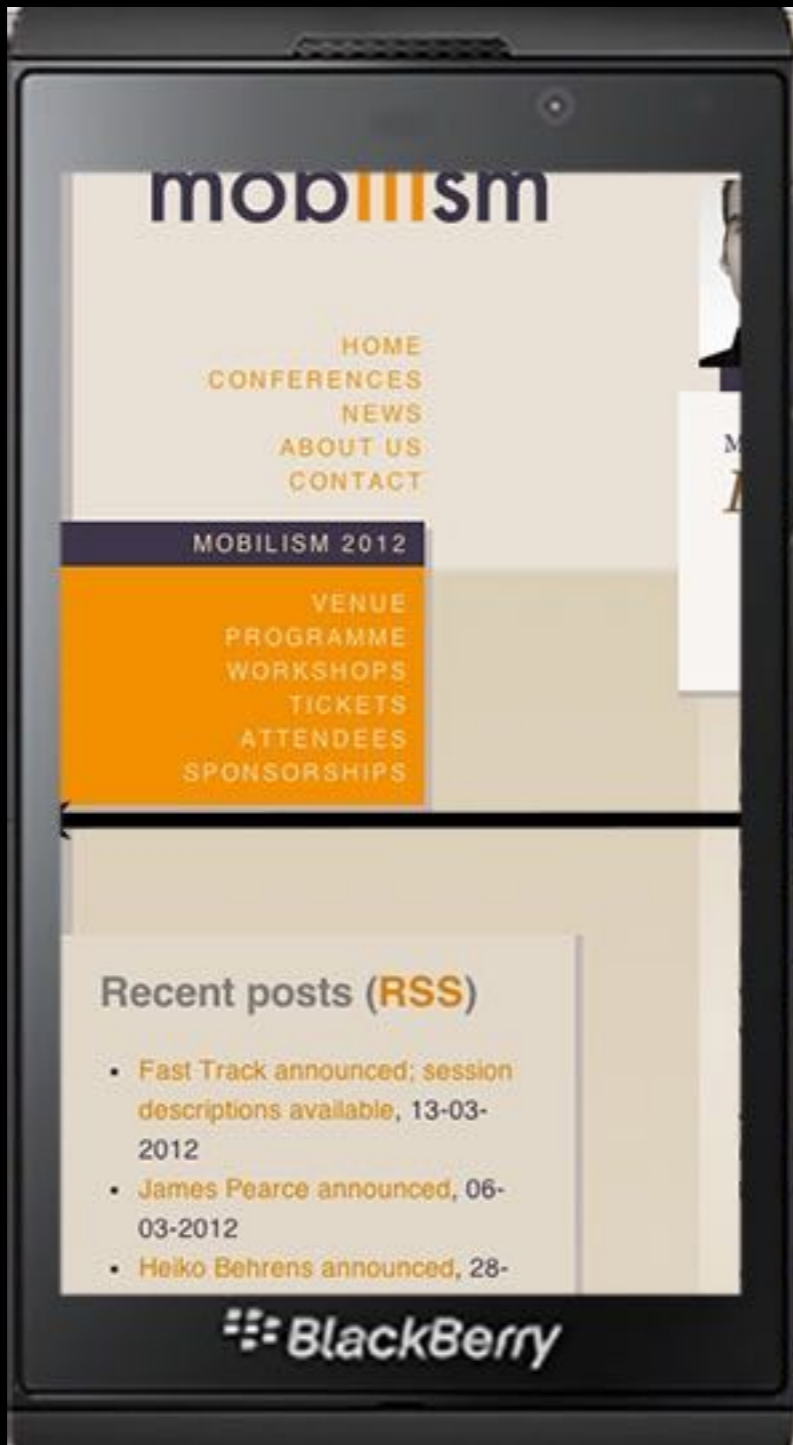 mobilism
HOME
CONFERENCES
NEWS
ABOUT US
CONTACT
MOBILISM 2012
VENUE
PROGRAMME
WORKSHOPS
TICKETS
ATTENDEES
SPONSORSHIPS
Recent posts (RSS)
• Fast Track announced; session
descriptions available, 13-03-
2012
• James Pearce announced, 06-
03-2012
• Heiko Behrens announced, 28-
BlackBerry